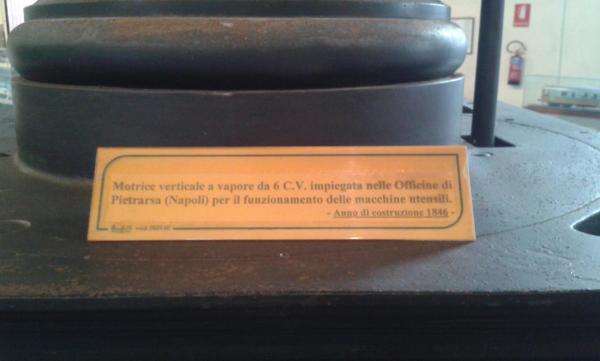 Motrice verticale a vapore da 6 C.V. impiegata nelle Officine di
Pietrarsa (Napoli) per il funzionamento delle macchine utensili.
- Anno di costruzione 1846 -